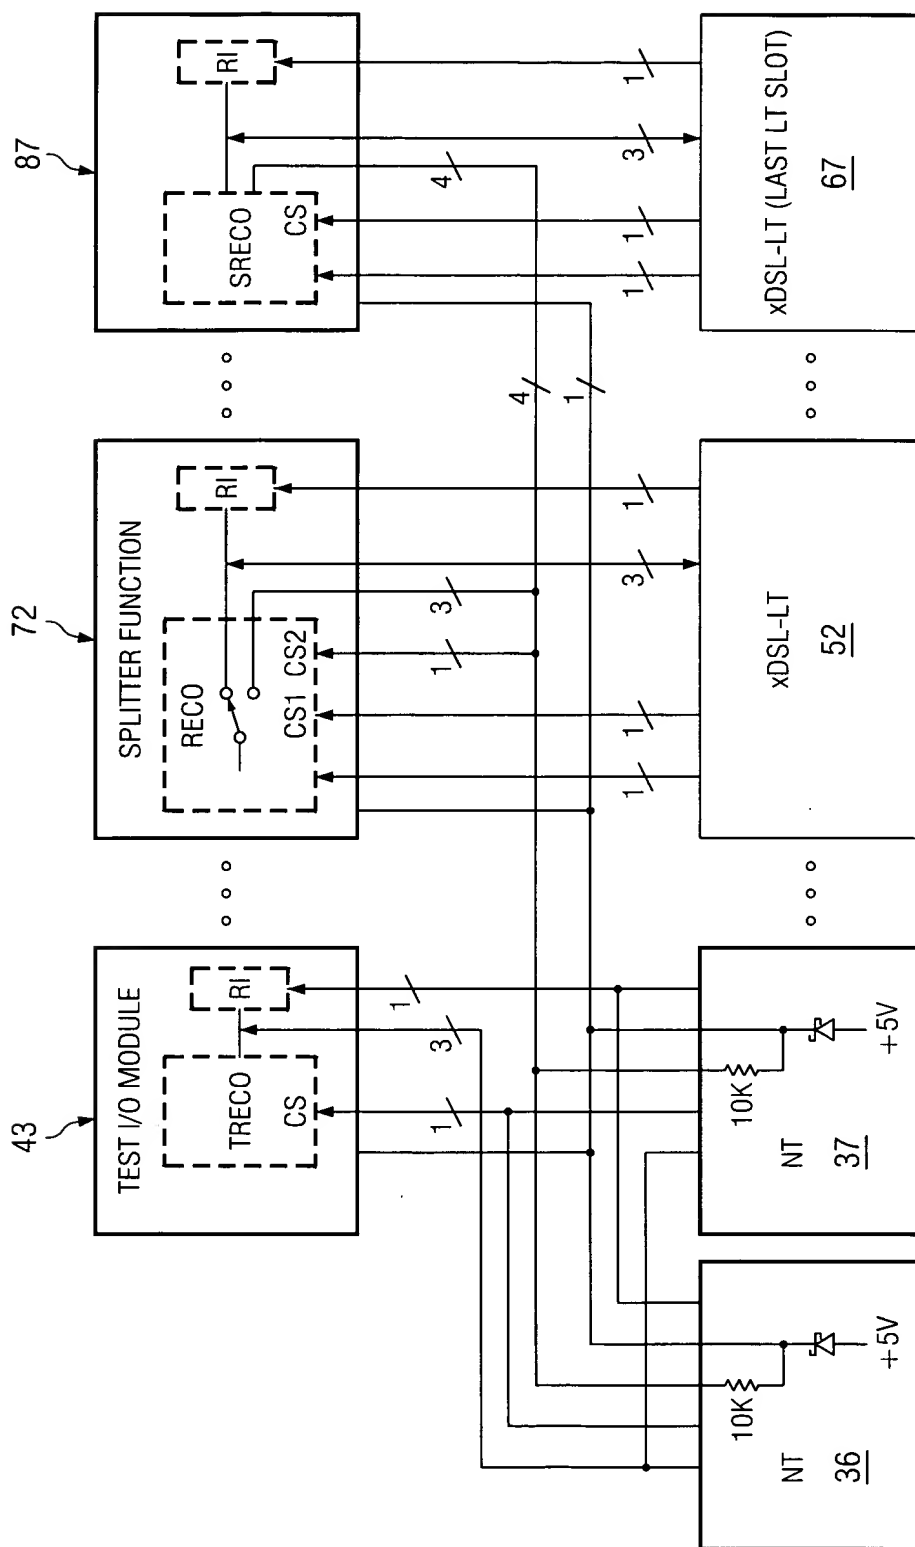 43
TEST I/O MODULE
TRECO
CS
RI
72
SPLITTER FUNCTION
RECO
CS1
CS2
RI
87
SRECO
CS
RI
1
3
1
1
1
1
3
3
1
4
1
4
1
1
3
1
NT
36
10K
+5V
NT
37
10K
+5V
xDSL-LT
52
xDSL-LT (LAST LT SLOT)
67